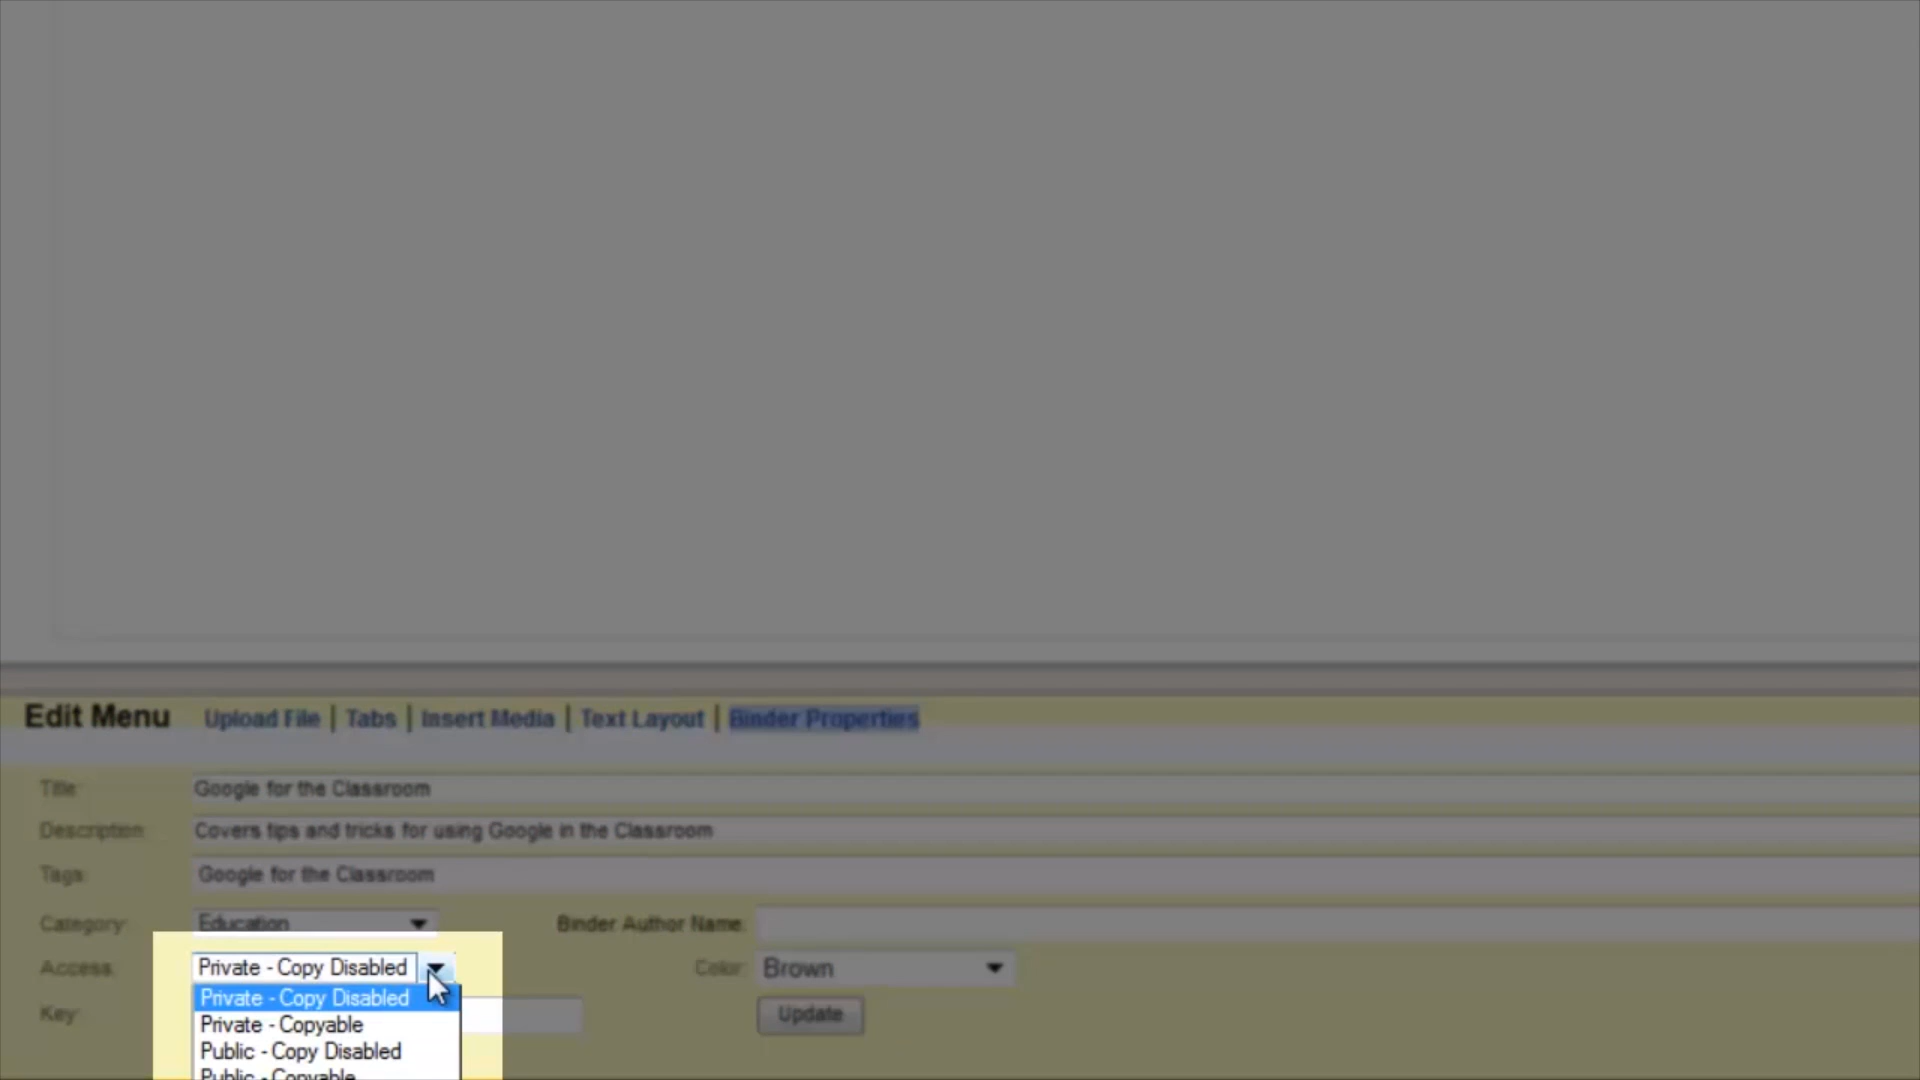 Edit Menu Upload File | Tabs | Insert Media | Text Layout | Binder Properties
Title: Google for the Classroom
Description: Covers tips and tricks for using Google in the Classroom
Tags: Google for the Classroom
Category: Education Binder Author Name:
Access: Private - Copy Disabled Color: Brown
Private - Copy Disabled
Key: Update
Private - Copyable
Public - Copy Disabled
Public - Copyable